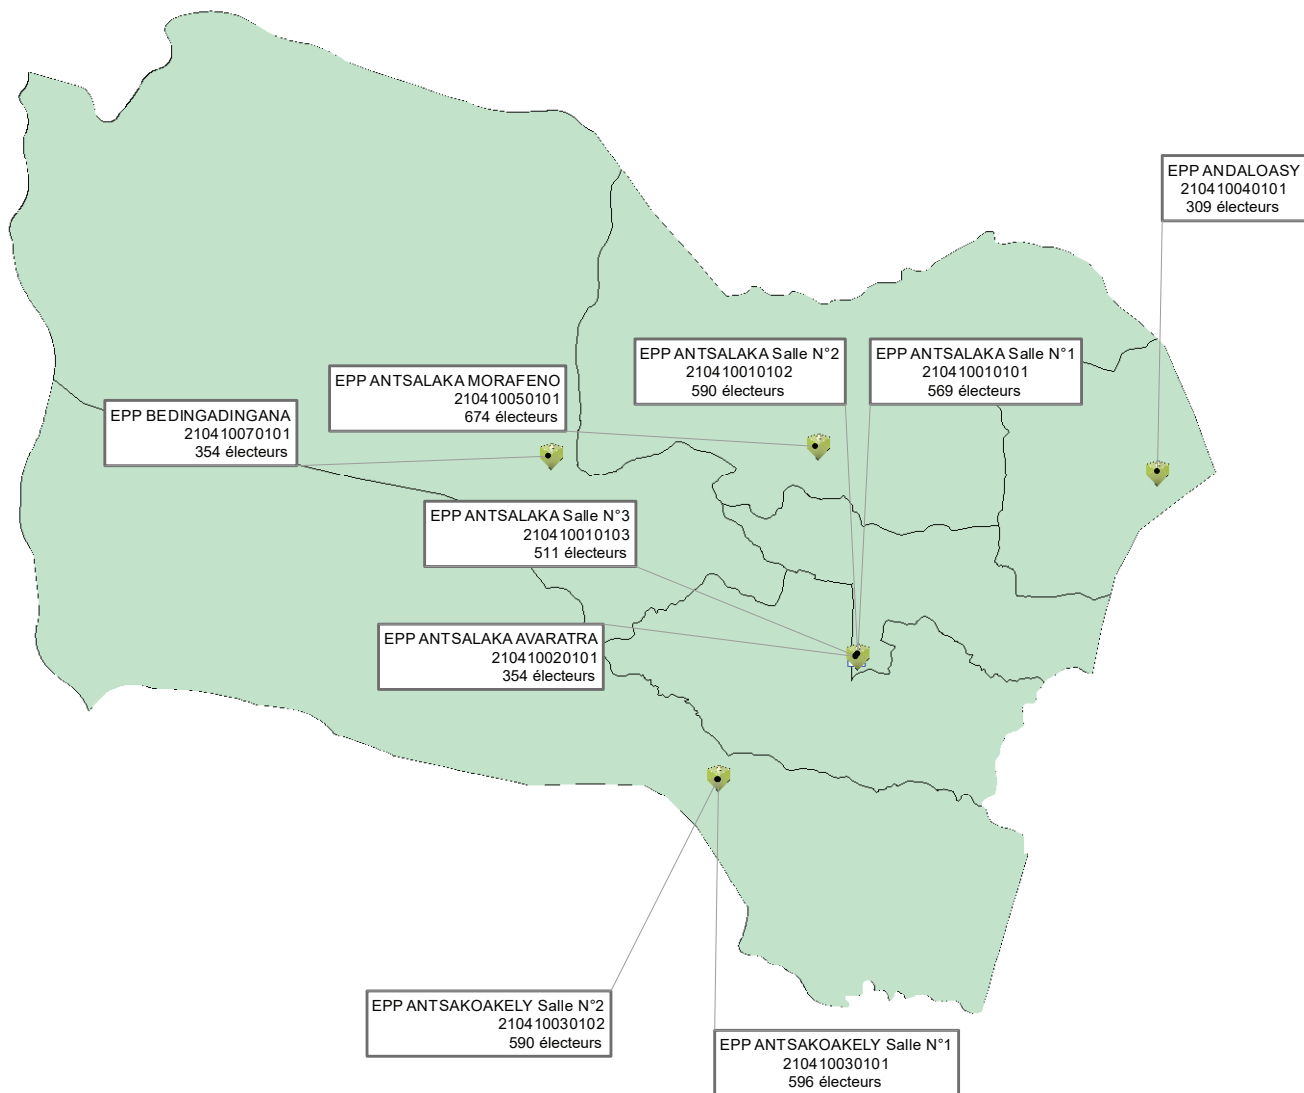 EPP ANDALOASY
210410040101
309 électeurs
EPP ANTSALAKA Salle N°2
210410010102
590 électeurs
EPP ANTSALAKA Salle N°1
210410010101
569 électeurs
EPP ANTSALAKA MORAFENO
210410050101
674 électeurs
EPP BEDINGADINGANA
210410070101
354 électeurs
EPP ANTSALAKA Salle N°3
210410010103
511 électeurs
EPP ANTSALAKA AVARATRA
210410020101
354 électeurs
EPP ANTSAKOAKELY Salle N°2
210410030102
590 électeurs
EPP ANTSAKOAKELY Salle N°1
210410030101
596 électeurs